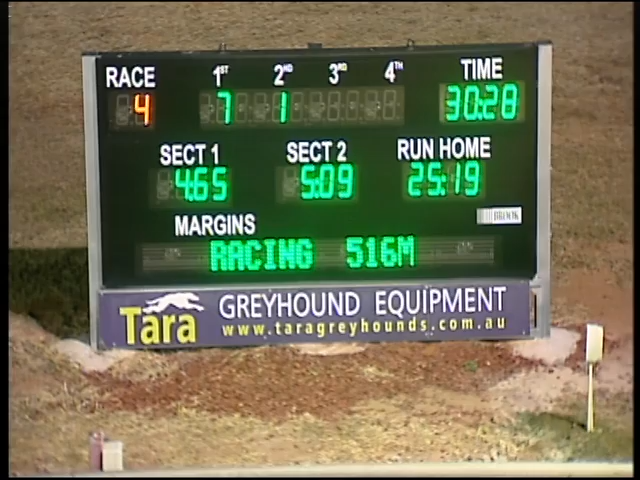 RACE 1ST 2ND 3RD 4TH TIME
4 7 1 30:28
SECT 1 SECT 2 RUN HOME
4:65 5:09 25:19
MARGINS
BROOK
RACING 516M
Tara GREYHOUND EQUIPMENT
www.taragreyhounds.com.au